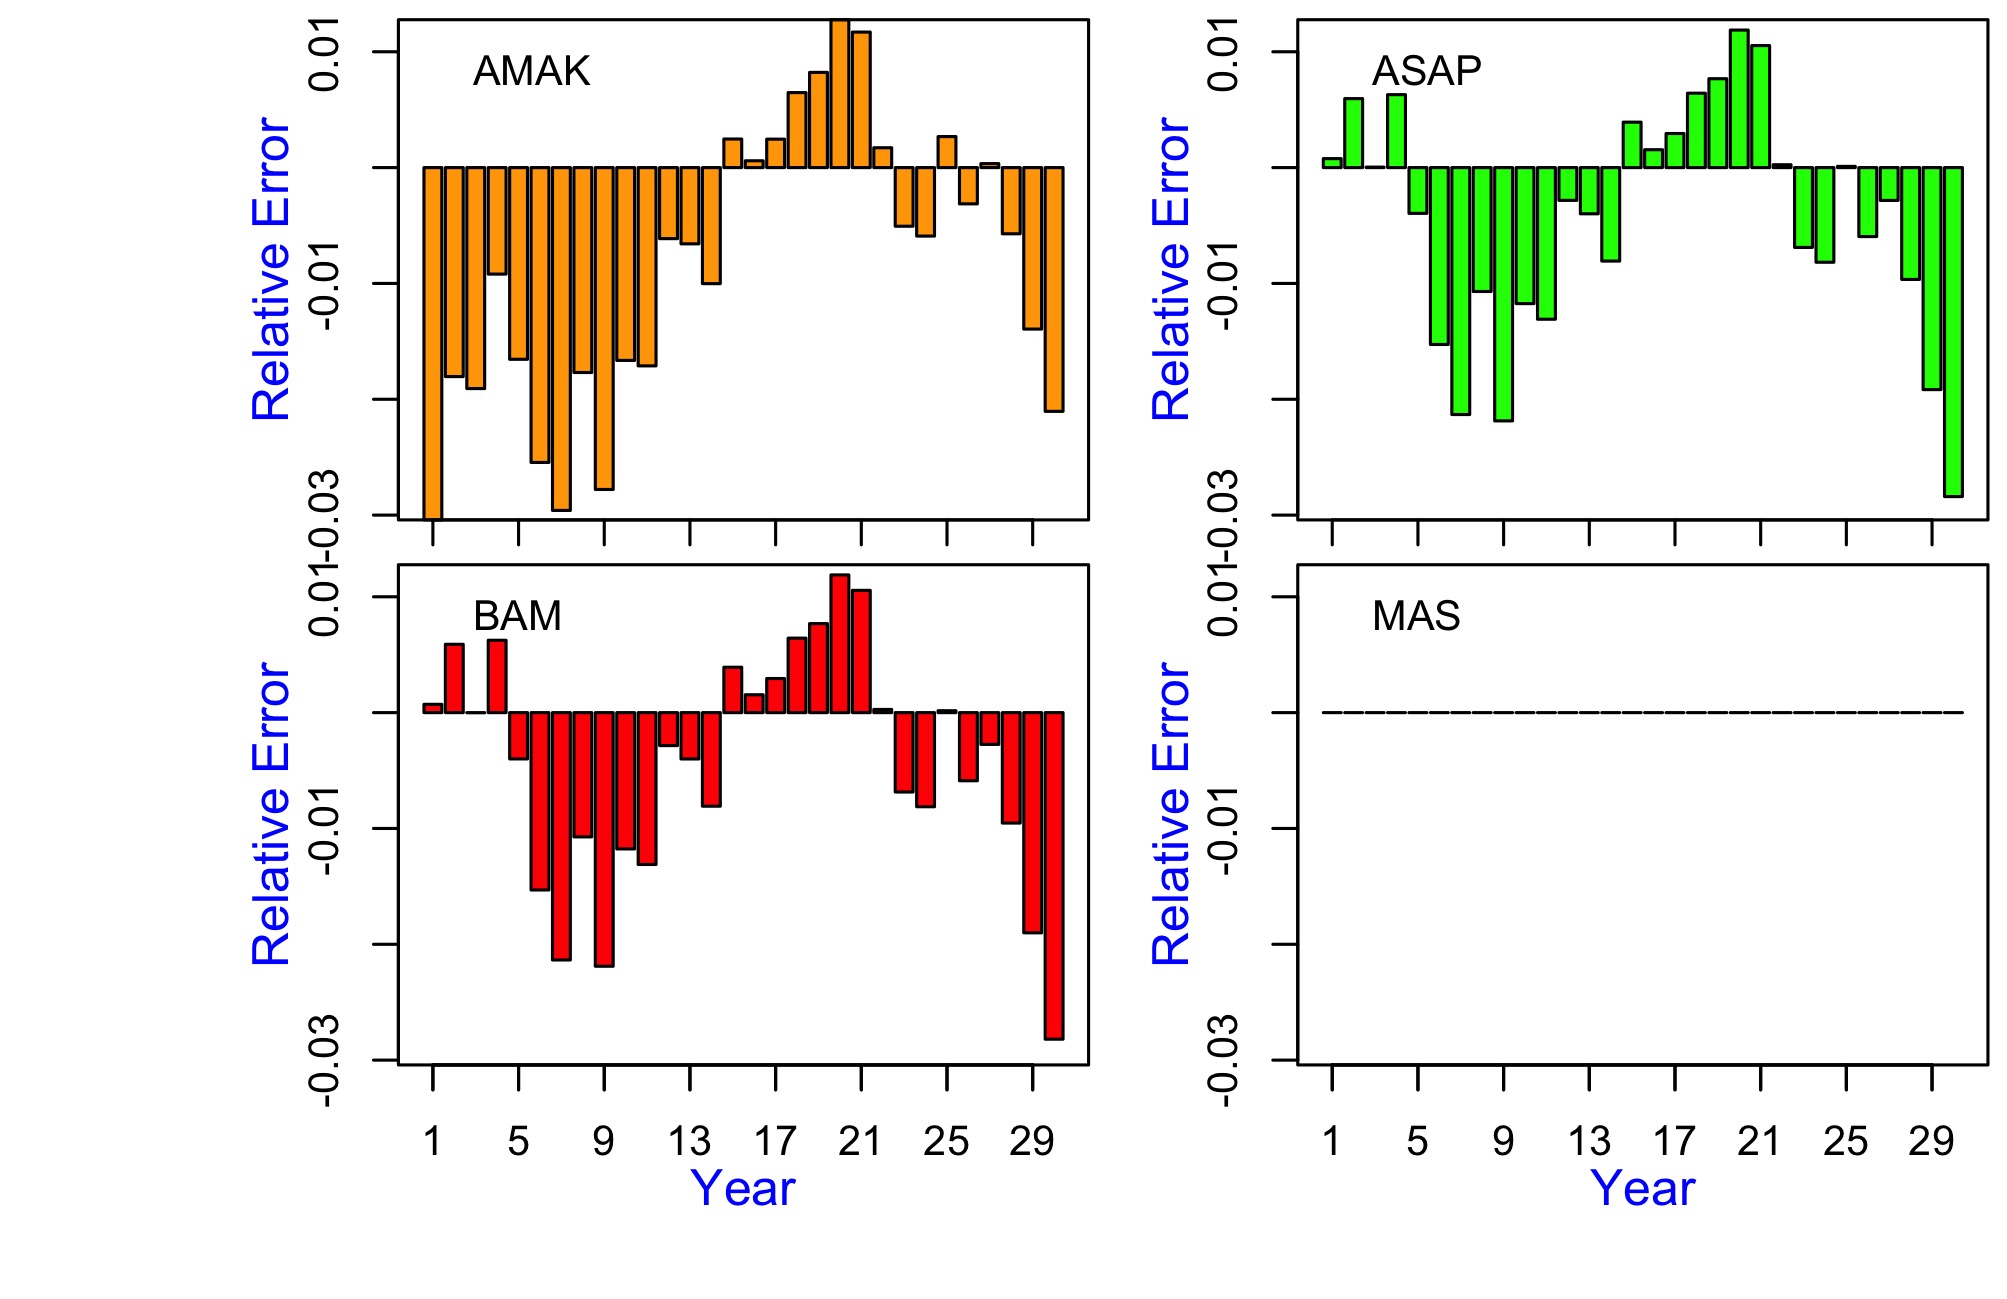 AMAK
Relative Error
0.01
-0.01
-0.03
ASAP
Relative Error
0.01
-0.01
-0.03
BAM
Relative Error
0.01
-0.01
-0.03
1 5 9 13 17 21 25 29
Year
MAS
Relative Error
0.01
-0.01
-0.03
1 5 9 13 17 21 25 29
Year